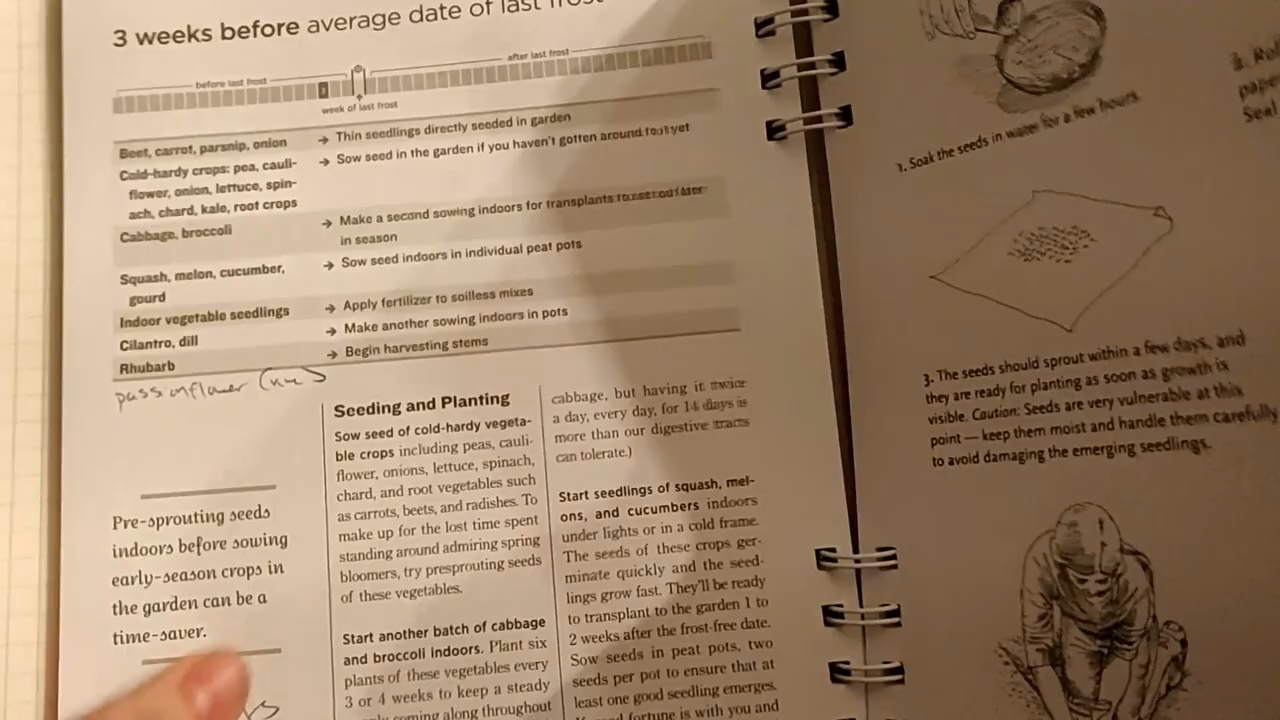 3 weeks before average date of last frost
before last frost
after last frost
3
week of last frost
Beet, carrot, parsnip, onion → Thin seedlings directly seeded in garden
Cold-hardy crops: pea, cauli- → Sow seed in the garden if you haven't gotten around to it yet
flower, onion, lettuce, spin-
ach, chard, kale, root crops
Cabbage, broccoli → Make a second sowing indoors for transplants to set out later
in season
Squash, melon, cucumber, → Sow seed indoors in individual peat pots
gourd
Indoor vegetable seedlings → Apply fertilizer to soilless mixes
Cilantro, dill → Make another sowing indoors in pots
Rhubarb → Begin harvesting stems
passionflower
Pre-sprouting seeds
indoors before sowing
early-season crops in
the garden can be a
time-saver.
Seeding and Planting
Sow seed of cold-hardy vegeta-
ble crops including peas, cauli-
flower, onions, lettuce, spinach,
chard, and root vegetables such
as carrots, beets, and radishes. To
make up for the lost time spent
standing around admiring spring
bloomers, try presprouting seeds
of these vegetables.
Start another batch of cabbage
and broccoli indoors. Plant six
plants of these vegetables every
3 or 4 weeks to keep a steady
coming along throughout
cabbage, but having it twice
a day, every day, for 14 days is
more than our digestive tracts
can tolerate.)
Start seedlings of squash, mel-
ons, and cucumbers indoors
under lights or in a cold frame.
The seeds of these crops ger-
minate quickly and the seed-
lings grow fast. They'll be ready
to transplant to the garden 1 to
2 weeks after the frost-free date.
Sow seeds in peat pots, two
seeds per pot to ensure that at
least one good seedling emerges.
fortune is with you and
1. Soak the seeds in water for a few hours.
2.
3. The seeds should sprout within a few days, and
they are ready for planting as soon as growth is
visible. Caution: Seeds are very vulnerable at this
point — keep them moist and handle them carefully
to avoid damaging the emerging seedlings.